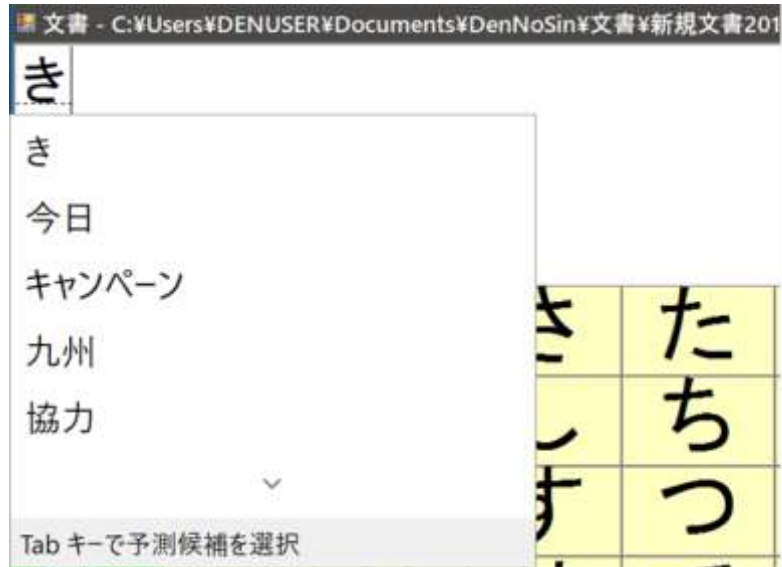 文書 - C:¥Users¥DENUSER¥Documents¥DenNoSin¥文書¥新規文書201
き
き
今日
キャンペーン
九州
協力
Tab キーで予測候補を選択
さ た
し ち
す つ